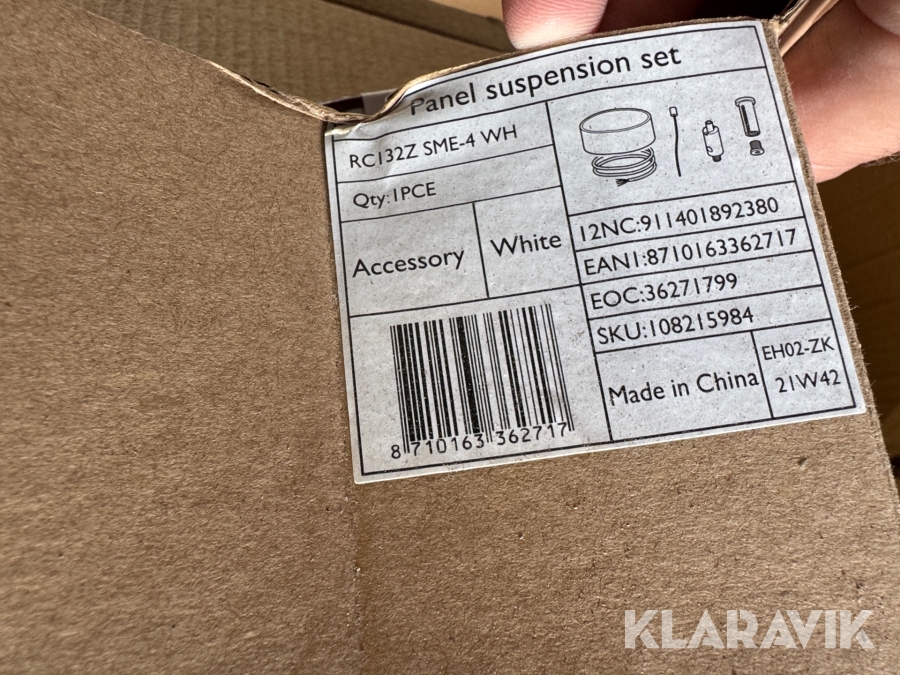 Panel suspension set
RC132Z SME-4 WH
Qty:1PCE
Accessory
White
12NC:911401892380
EAN1:8710163362717
EOC:36271799
SKU:108215984
Made in China
EH02-ZK
21W42
8 710163 362717
KLARAVIK